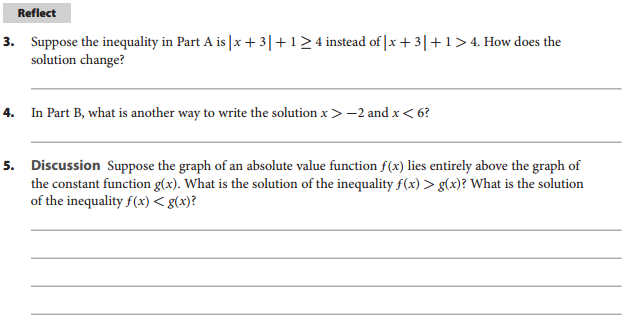 Reflect
3. Suppose the inequality in Part A is |x + 3| + 1 ≥ 4 instead of |x + 3| + 1 > 4. How does the
solution change?
4. In Part B, what is another way to write the solution x > −2 and x < 6?
5. Discussion Suppose the graph of an absolute value function f(x) lies entirely above the graph of
the constant function g(x). What is the solution of the inequality f(x) > g(x)? What is the solution
of the inequality f(x) < g(x)?